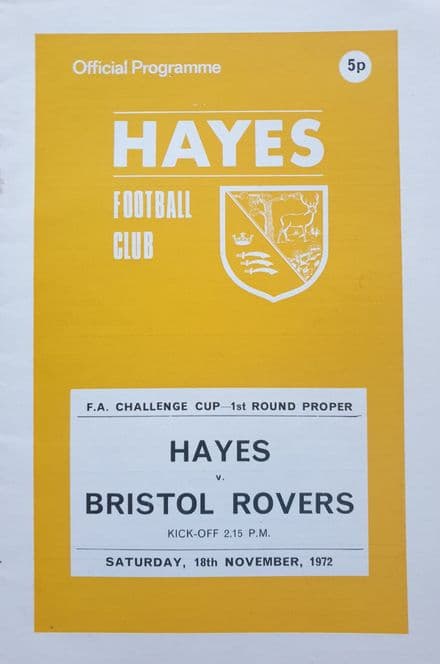 Official Programme
5p
HAYES
FOOTBALL
CLUB
F.A. CHALLENGE CUP—1st ROUND PROPER
HAYES
v.
BRISTOL ROVERS
KICK-OFF 2.15 P.M.
SATURDAY, 18th NOVEMBER, 1972